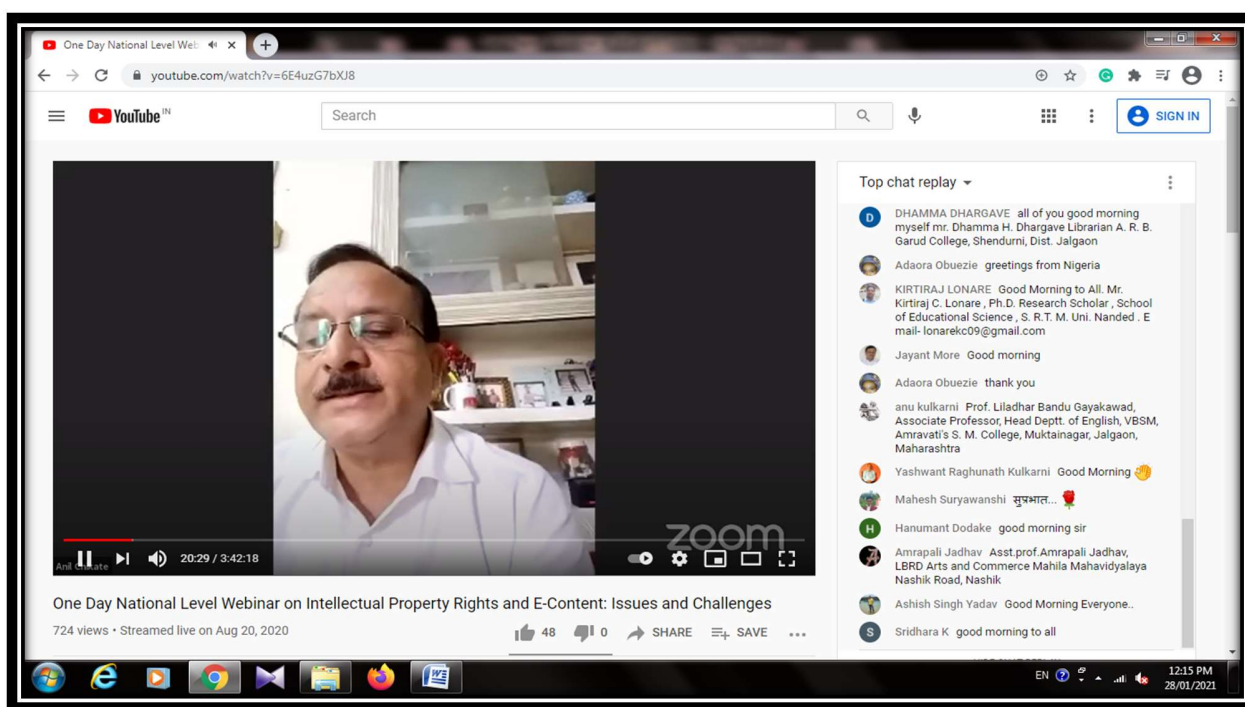 One Day National Level Web
youtube.com/watch?v=6E4uzG7bXJ8
YouTube IN
Search
SIGN IN
Top chat replay
DHAMMA DHARGAVE all of you good morning
myself mr. Dhamma H. Dhargave Librarian A. R. B.
Garud College, Shendurni, Dist. Jalgaon
Adaora Obuezie greetings from Nigeria
KIRTIRAJ LONARE Good Morning to All. Mr.
Kirtiraj C. Lonare , Ph.D. Research Scholar , School
of Educational Science , S. R.T. M. Uni. Nanded . E
mail- lonarekc09@gmail.com
Jayant More Good morning
Adaora Obuezie thank you
anu kulkarni Prof. Liladhar Bandu Gayakawad,
Associate Professor, Head Deptt. of English, VBSM,
Amravati's S. M. College, Muktainagar, Jalgaon,
Maharashtra
Yashwant Raghunath Kulkarni Good Morning
Mahesh Suryawanshi सुप्रभात...
Hanumant Dodake good morning sir
Amrapali Jadhav Asst.prof.Amrapali Jadhav,
LBRD Arts and Commerce Mahila Mahavidyalaya
Nashik Road, Nashik
Ashish Singh Yadav Good Morning Everyone..
Sridhara K good morning to all
zoom
Anil
20:29 / 3:42:18
One Day National Level Webinar on Intellectual Property Rights and E-Content: Issues and Challenges
724 views • Streamed live on Aug 20, 2020
48
0
SHARE
SAVE
EN
12:15 PM
28/01/2021